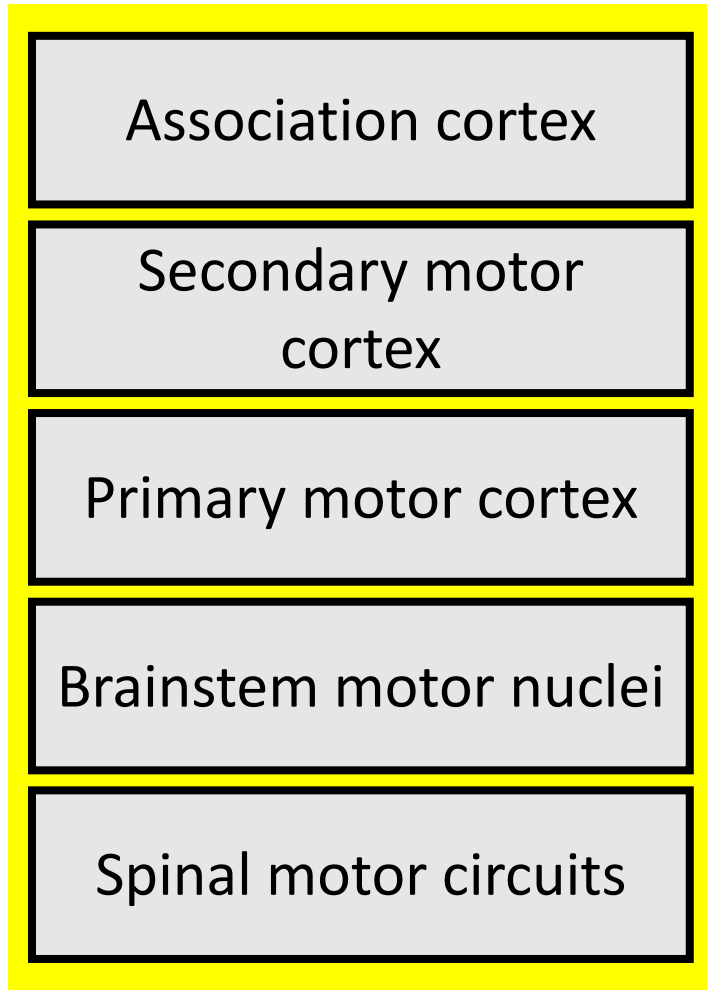 Association cortex
Secondary motor
cortex
Primary motor cortex
Brainstem motor nuclei
Spinal motor circuits